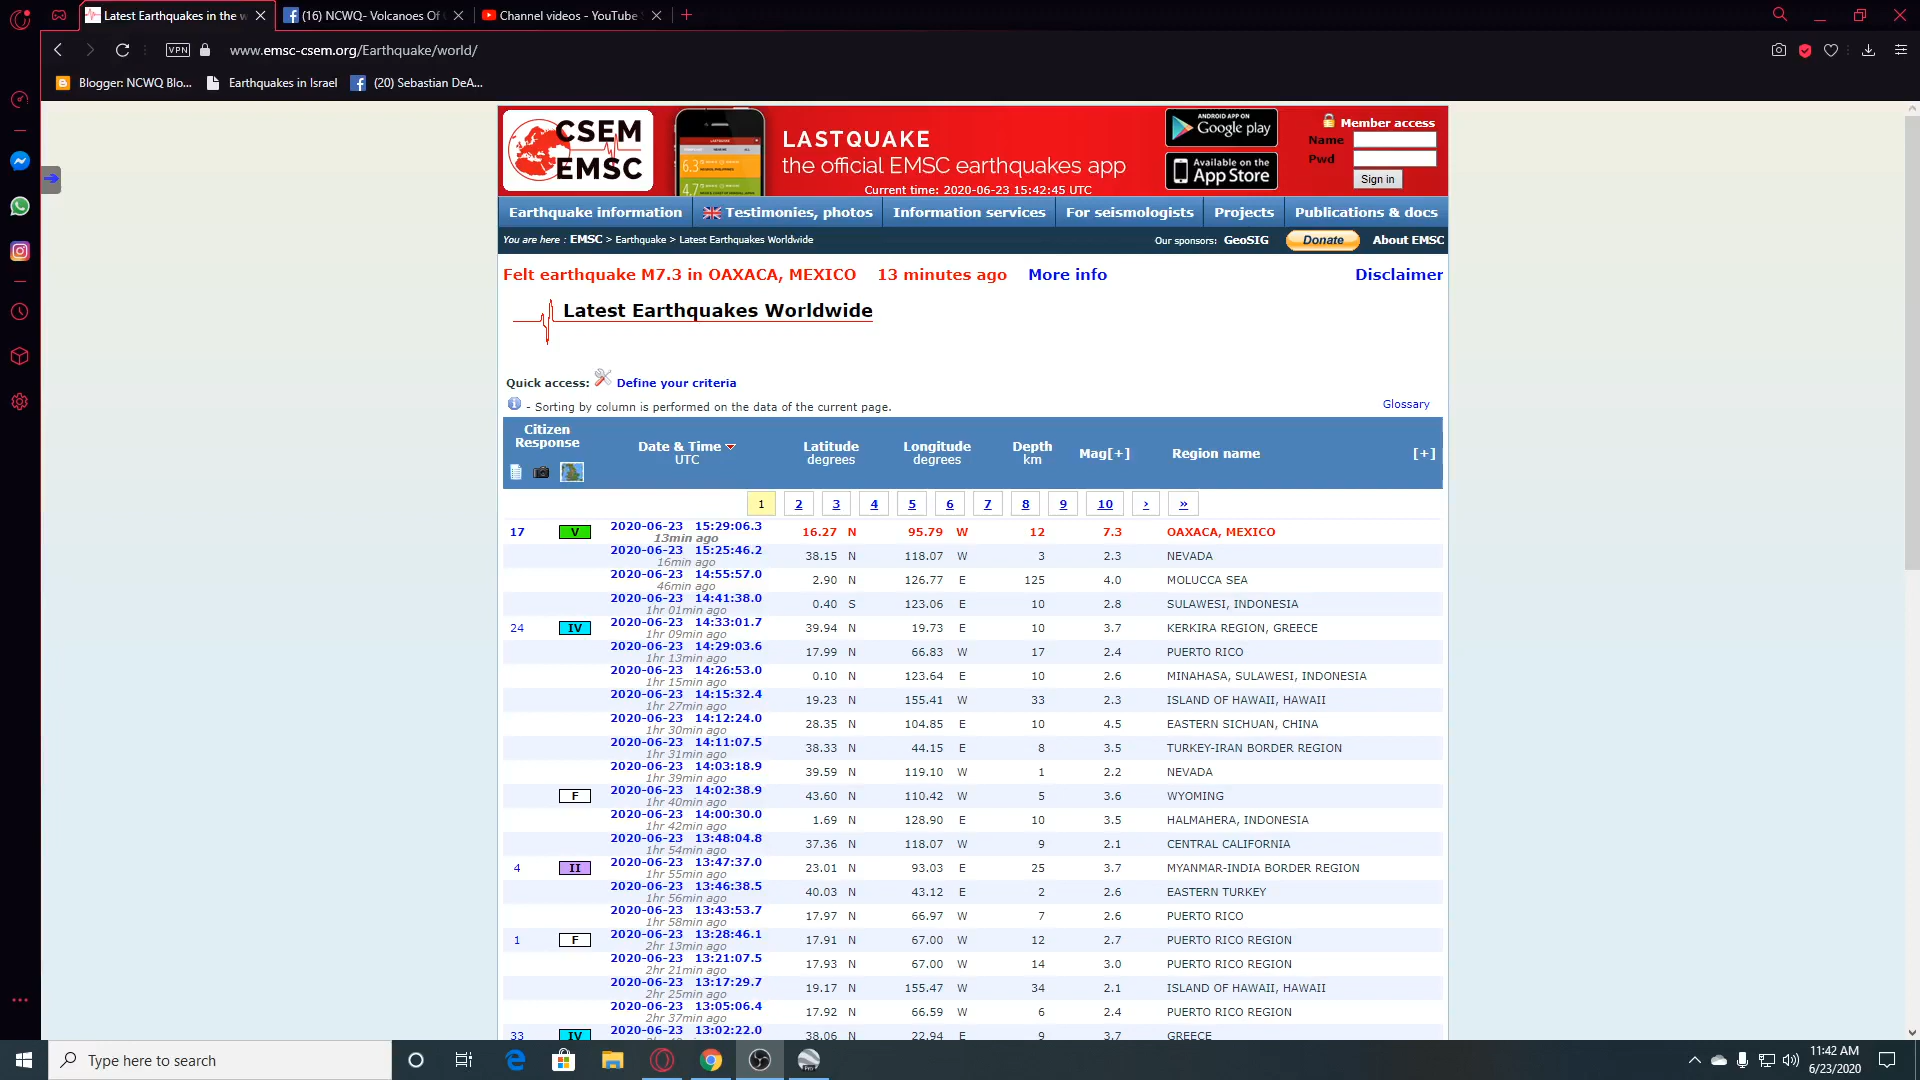 Latest Earthquakes in the w
(16) NCWQ- Volcanoes Of
Channel videos - YouTube
VPN
www.emsc-csem.org/Earthquake/world/
Blogger: NCWQ Blo...
Earthquakes in Israel
(20) Sebastian DeA...
CSEM
EMSC
LASTQUAKE
the official EMSC earthquakes app
Current time: 2020-06-23 15:42:45 UTC
6.3
4.7
ANDROID APP ON
Google play
Available on the
App Store
Member access
Name
Pwd
Sign in
Earthquake information Testimonies, photos Information services For seismologists Projects Publications & docs
You are here : EMSC > Earthquake > Latest Earthquakes Worldwide
Our sponsors: GeoSIG Donate About EMSC
Felt earthquake M7.3 in OAXACA, MEXICO 13 minutes ago More info Disclaimer
Latest Earthquakes Worldwide
Quick access: Define your criteria
- Sorting by column is performed on the data of the current page.
Glossary
Citizen Response Date & Time UTC Latitude degrees Longitude degrees Depth km Mag[+] Region name [+]
1 2 3 4 5 6 7 8 9 10 › »
17 V 2020-06-23 15:29:06.3 16.27 N 95.79 W 12 7.3 OAXACA, MEXICO
13min ago
2020-06-23 15:25:46.2 38.15 N 118.07 W 3 2.3 NEVADA
16min ago
2020-06-23 14:55:57.0 2.90 N 126.77 E 125 4.0 MOLUCCA SEA
46min ago
2020-06-23 14:41:38.0 0.40 S 123.06 E 10 2.8 SULAWESI, INDONESIA
1hr 01min ago
24 IV 2020-06-23 14:33:01.7 39.94 N 19.73 E 10 3.7 KERKIRA REGION, GREECE
1hr 09min ago
2020-06-23 14:29:03.6 17.99 N 66.83 W 17 2.4 PUERTO RICO
1hr 13min ago
2020-06-23 14:26:53.0 0.10 N 123.64 E 10 2.6 MINAHASA, SULAWESI, INDONESIA
1hr 15min ago
2020-06-23 14:15:32.4 19.23 N 155.41 W 33 2.3 ISLAND OF HAWAII, HAWAII
1hr 27min ago
2020-06-23 14:12:24.0 28.35 N 104.85 E 10 4.5 EASTERN SICHUAN, CHINA
1hr 30min ago
2020-06-23 14:11:07.5 38.33 N 44.15 E 8 3.5 TURKEY-IRAN BORDER REGION
1hr 31min ago
2020-06-23 14:03:18.9 39.59 N 119.10 W 1 2.2 NEVADA
1hr 39min ago
F 2020-06-23 14:02:38.9 43.60 N 110.42 W 5 3.6 WYOMING
1hr 40min ago
2020-06-23 14:00:30.0 1.69 N 128.90 E 10 3.5 HALMAHERA, INDONESIA
1hr 42min ago
2020-06-23 13:48:04.8 37.36 N 118.07 W 9 2.1 CENTRAL CALIFORNIA
1hr 54min ago
4 II 2020-06-23 13:47:37.0 23.01 N 93.03 E 25 3.7 MYANMAR-INDIA BORDER REGION
1hr 55min ago
2020-06-23 13:46:38.5 40.03 N 43.12 E 2 2.6 EASTERN TURKEY
1hr 56min ago
2020-06-23 13:43:53.7 17.97 N 66.97 W 7 2.6 PUERTO RICO
1hr 58min ago
1 F 2020-06-23 13:28:46.1 17.91 N 67.00 W 12 2.7 PUERTO RICO REGION
2hr 13min ago
2020-06-23 13:21:07.5 17.93 N 67.00 W 14 3.0 PUERTO RICO REGION
2hr 21min ago
2020-06-23 13:17:29.7 19.17 N 155.47 W 34 2.1 ISLAND OF HAWAII, HAWAII
2hr 25min ago
2020-06-23 13:05:06.4 17.92 N 66.59 W 6 2.4 PUERTO RICO REGION
2hr 37min ago
33 IV 2020-06-23 13:02:22.0 38.06 N 22.94 E 9 3.7 GREECE
Type here to search
11:42 AM
6/23/2020